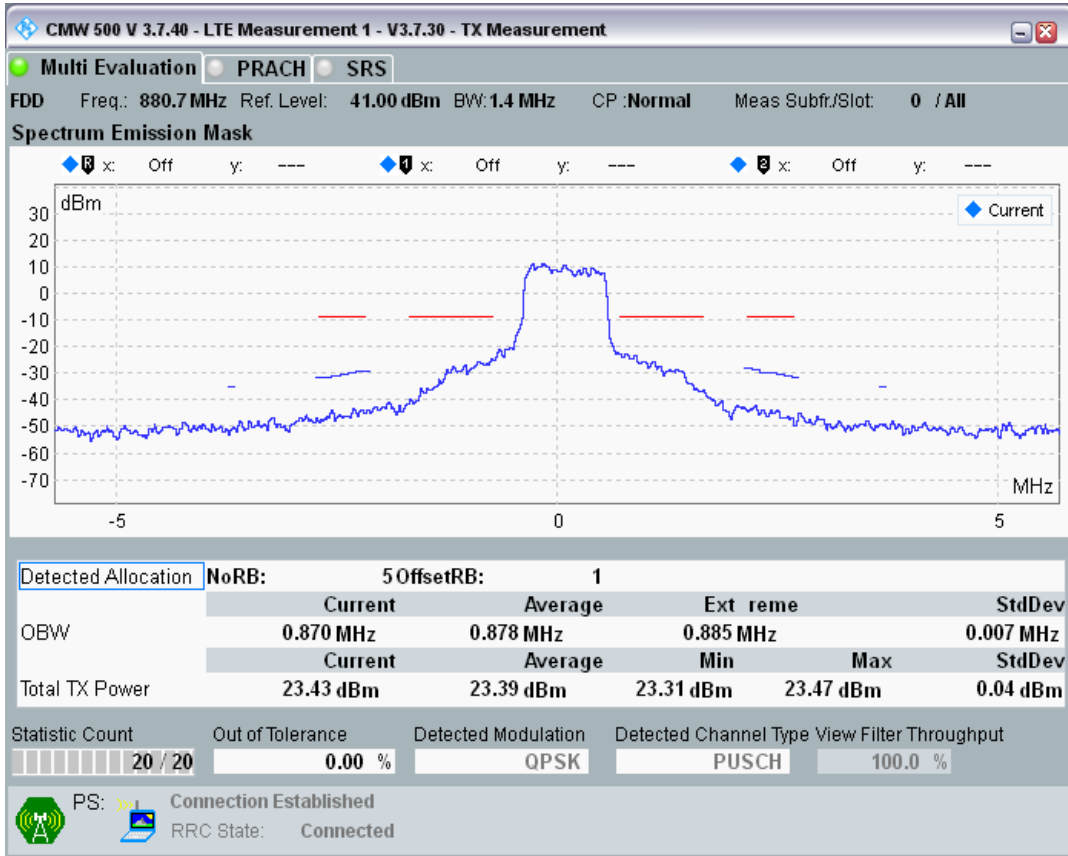 CMW 500 V 3.7.40 - LTE Measurement 1 - V3.7.30 - TX Measurement
Multi Evaluation PRACH SRS
FDD Freq.: 880.7 MHz Ref. Level: 41.00 dBm BW: 1.4 MHz CP :Normal Meas Subfr./Slot: 0 / All
Spectrum Emission Mask
R x: Off y: --- 1 x: Off y: --- 2 x: Off y: ---
dBm
Current
30
20
10
0
-10
-20
-30
-40
-50
-60
-70
MHz
-5 0 5
Detected Allocation NoRB: 5 OffsetRB: 1
Current Average Ext reme StdDev
OBW 0.870 MHz 0.878 MHz 0.885 MHz 0.007 MHz
Current Average Min Max StdDev
Total TX Power 23.43 dBm 23.39 dBm 23.31 dBm 23.47 dBm 0.04 dBm
Statistic Count Out of Tolerance Detected Modulation Detected Channel Type View Filter Throughput
20 / 20 0.00 % QPSK PUSCH 100.0 %
PS: Connection Established
RRC State: Connected